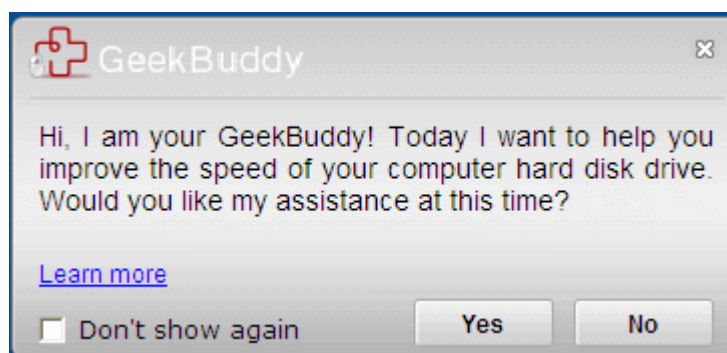 GeekBuddy
Hi, I am your GeekBuddy! Today I want to help you
improve the speed of your computer hard disk drive.
Would you like my assistance at this time?
Learn more
Don't show again
Yes
No